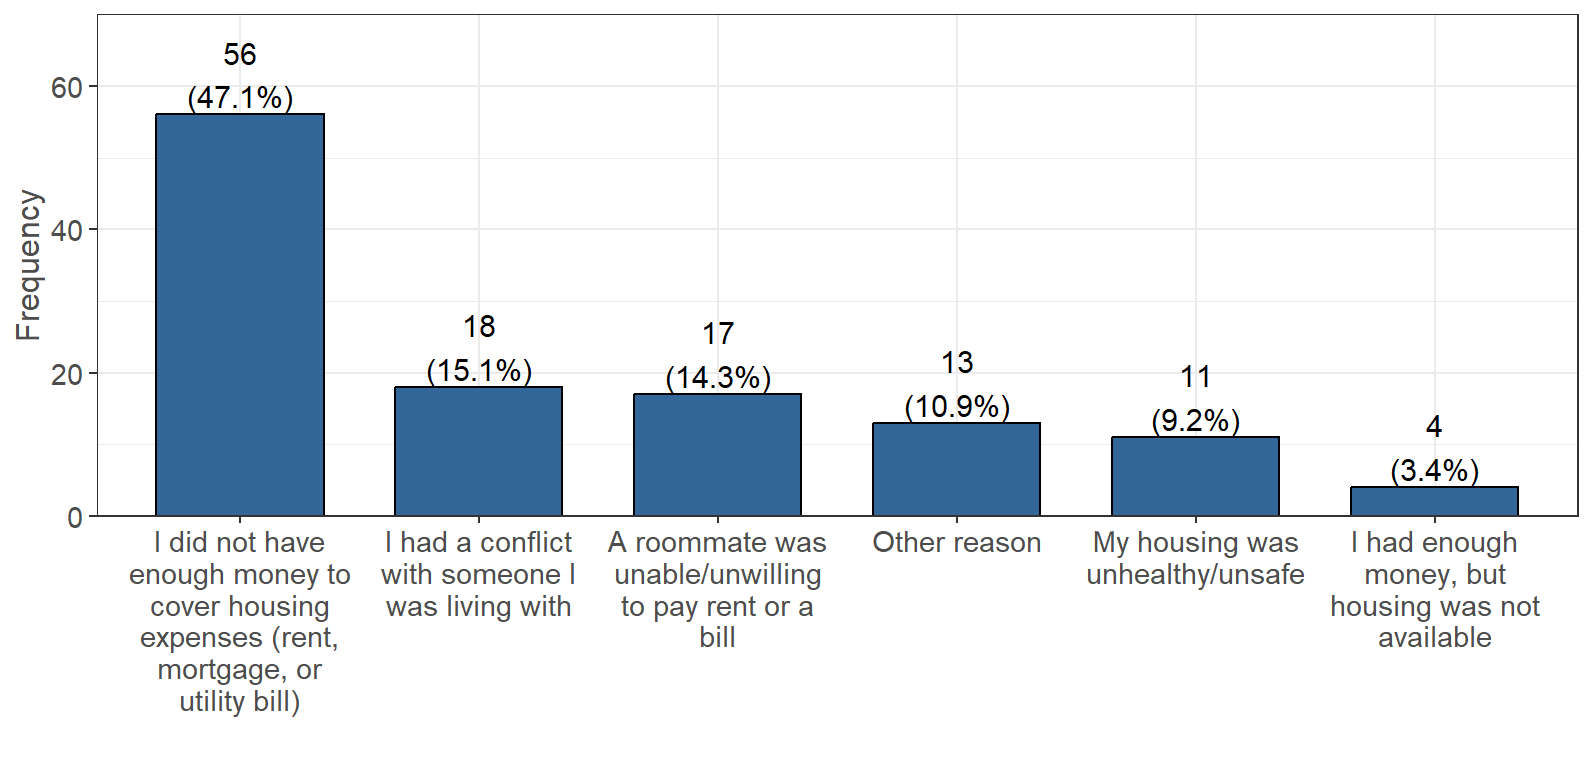 56
(47.1%)
18
(15.1%)
17
(14.3%)
13
(10.9%)
11
(9.2%)
4
(3.4%)
60
40
20
0
Frequency
I did not have
enough money to
cover housing
expenses (rent,
mortgage, or
utility bill)
I had a conflict
with someone I
was living with
A roommate was
unable/unwilling
to pay rent or a
bill
Other reason
My housing was
unhealthy/unsafe
I had enough
money, but
housing was not
available